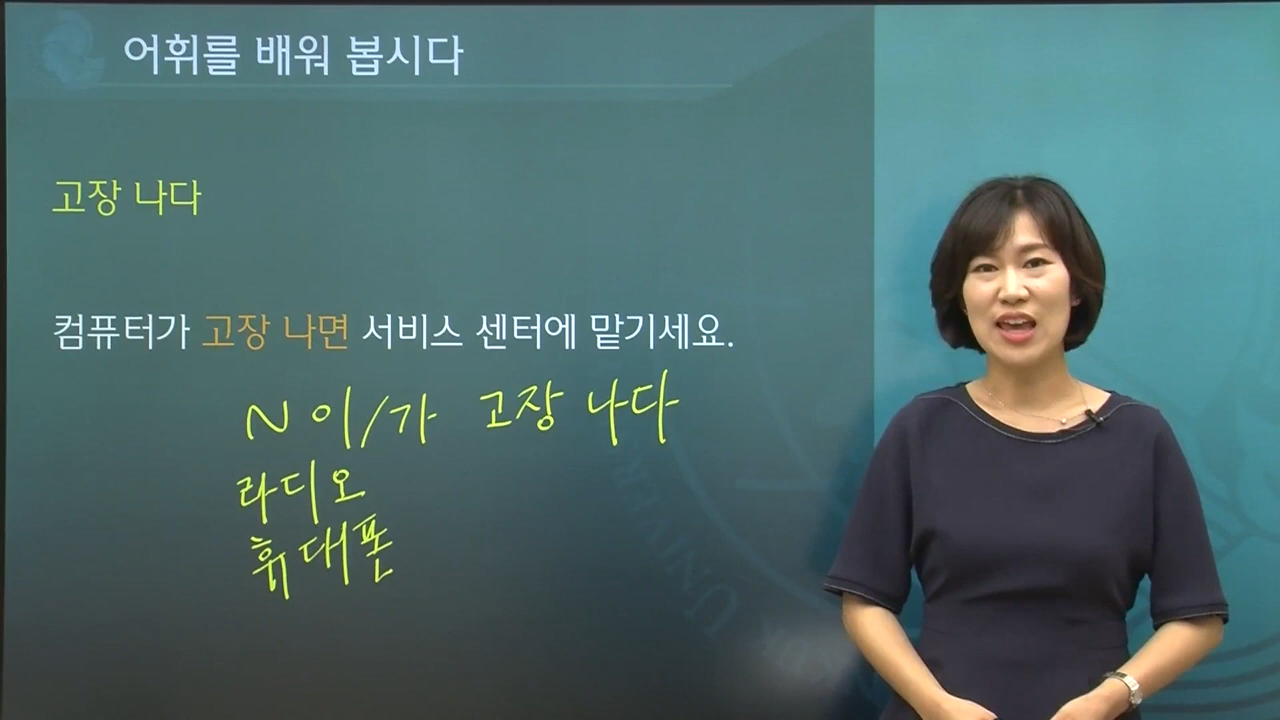 어휘를 배워 봅시다
고장 나다
컴퓨터가 고장 나면 서비스 센터에 맡기세요.
N 이/가 고장 나다
라디오
휴대폰